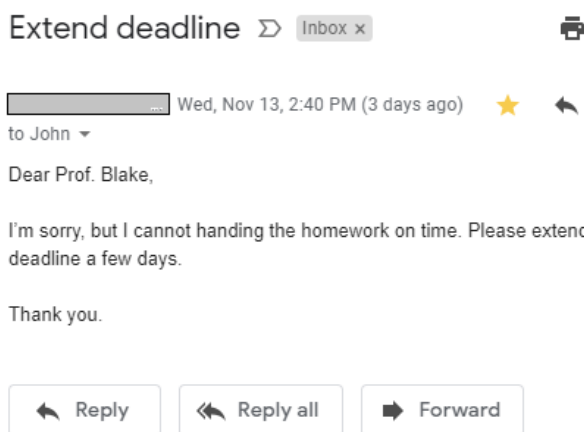 Extend deadline
Inbox x
Wed, Nov 13, 2:40 PM (3 days ago)
to John
Dear Prof. Blake,
I'm sorry, but I cannot handing the homework on time. Please extend
deadline a few days.
Thank you.
Reply
Reply all
Forward